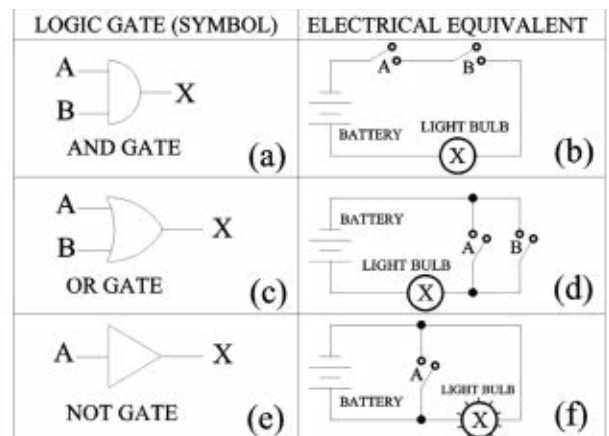 LOGIC GATE (SYMBOL)
ELECTRICAL EQUIVALENT
A
B
X
AND GATE
(a)
A
B
BATTERY
LIGHT BULB
X
(b)
A
B
X
OR GATE
(c)
BATTERY
A
B
LIGHT BULB
X
(d)
A
X
NOT GATE
(e)
A
BATTERY
LIGHT BULB
X
(f)